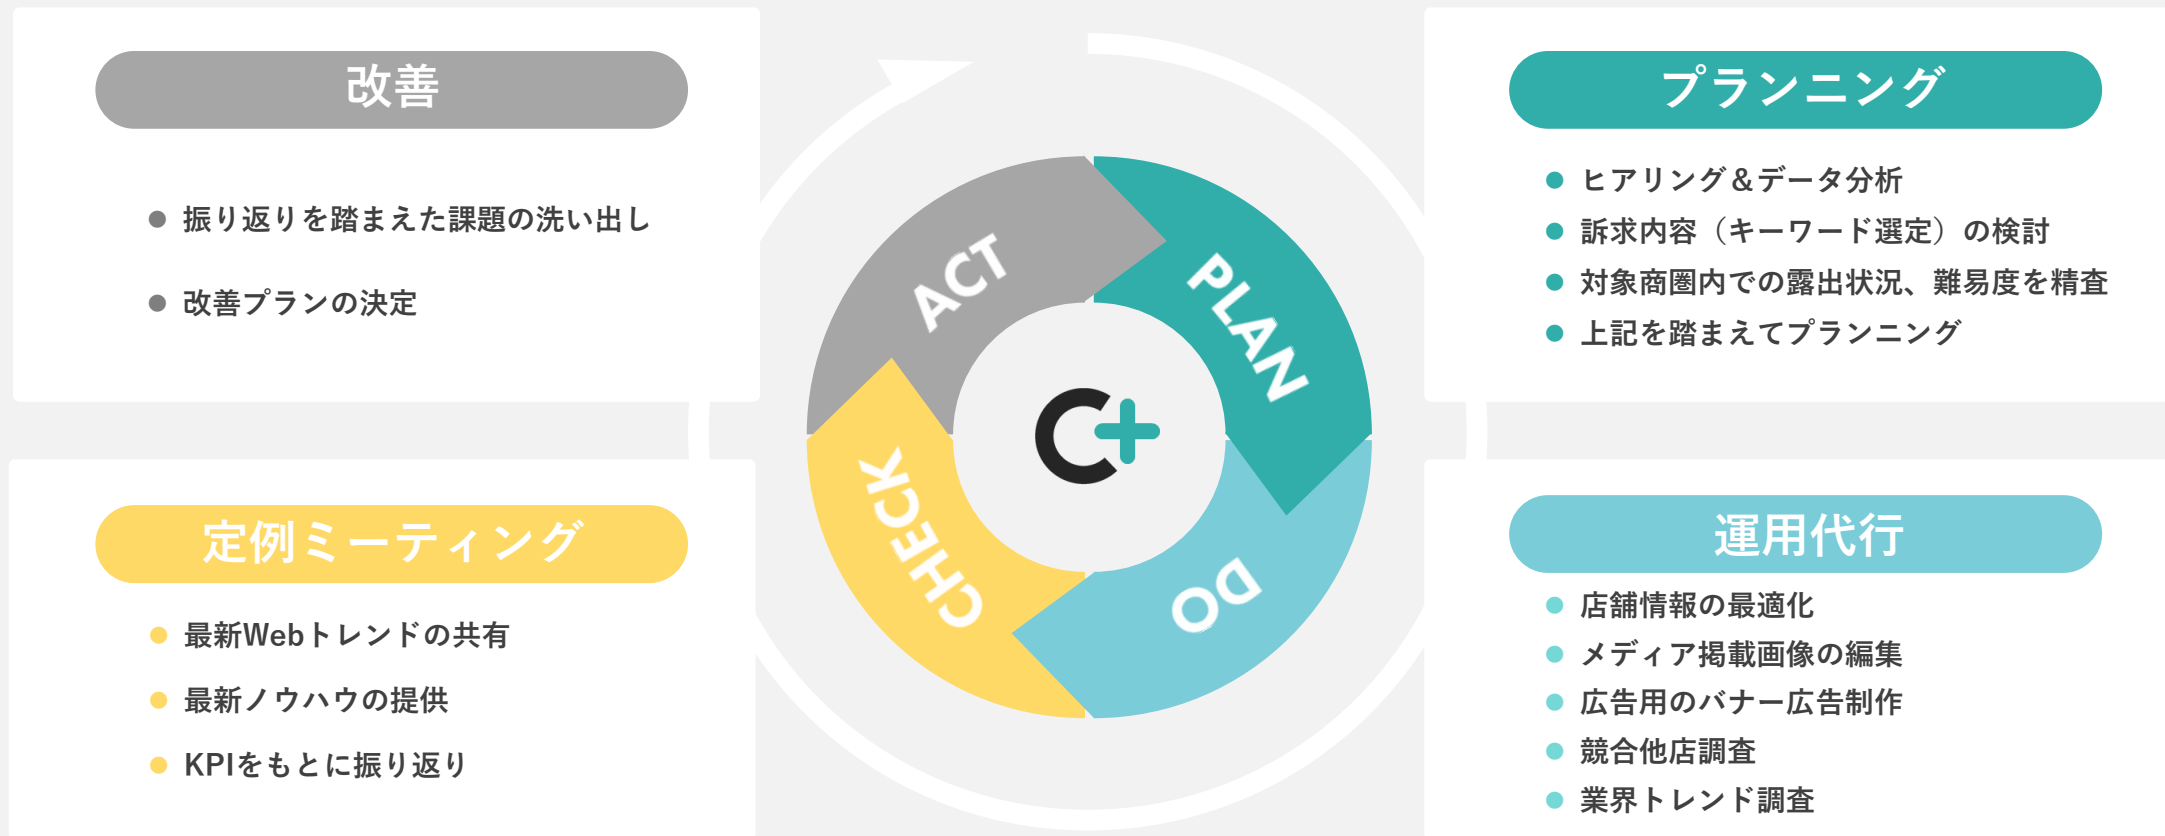 改善
振り返りを踏まえた課題の洗い出し
改善プランの決定
プランニング
ヒアリング＆データ分析
訴求内容（キーワード選定）の検討
対象商圏内での露出状況、難易度を精査
上記を踏まえてプランニング
ACT
PLAN
C+
CHECK
DO
定例ミーティング
最新Webトレンドの共有
最新ノウハウの提供
KPIをもとに振り返り
運用代行
店舗情報の最適化
メディア掲載画像の編集
広告用のバナー広告制作
競合他店調査
業界トレンド調査